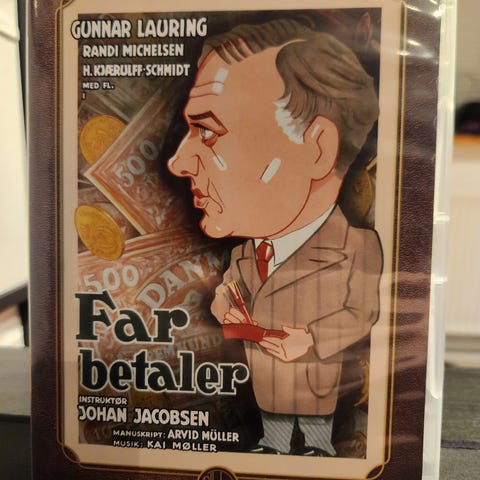 GUNNAR LAURING
RANDI MICHELSEN
H. KJÆRULFF-SCHMIDT
MED FL.
I
500
500
DANM
Far
betaler
INSTRUKTØR
JOHAN JACOBSEN
MANUSKRIPT: ARVID MÜLLER
MUSIK: KAI MØLLER